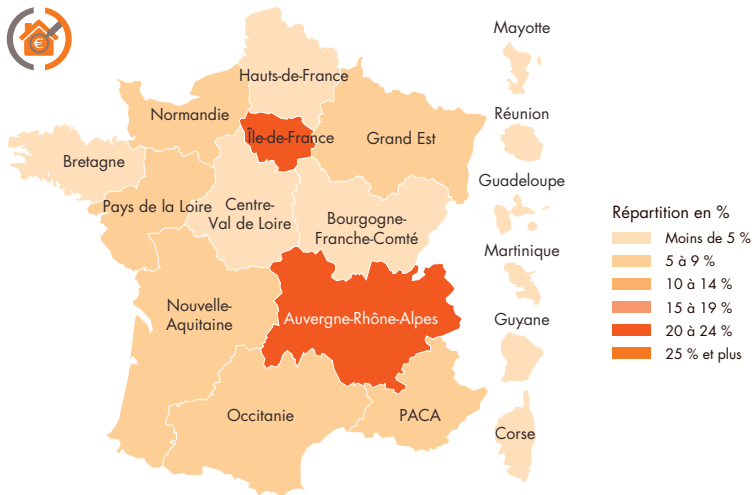 €
Mayotte
Hauts-de-France
Normandie
Île-de-France
Grand Est
Réunion
Bretagne
Guadeloupe
Pays de la Loire
Centre-
Val de Loire
Bourgogne-
Franche-Comté
Répartition en %
Moins de 5 %
5 à 9 %
10 à 14 %
15 à 19 %
20 à 24 %
25 % et plus
Martinique
Nouvelle-
Aquitaine
Auvergne-Rhône-Alpes
Guyane
Occitanie
PACA
Corse